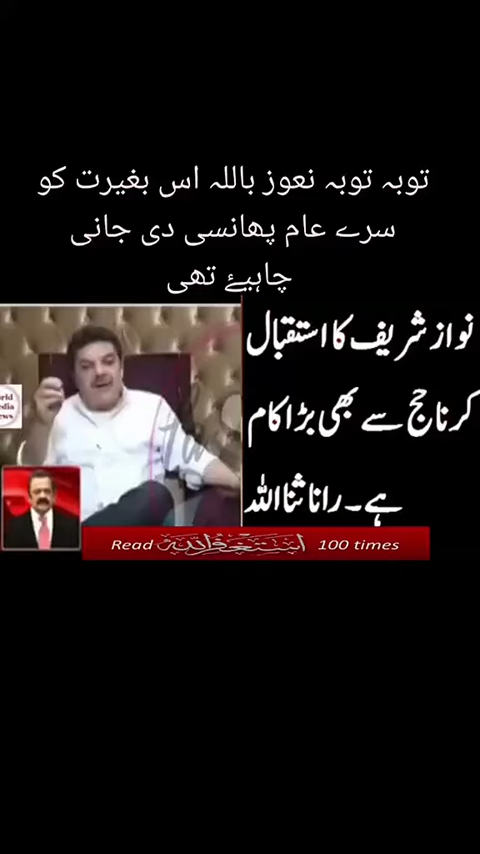 توبہ توبہ نعوز باللہ اس بغیرت کو
سرے عام پھانسی دی جانی
چاہیۓ تھی
نواز شریف کا استقبال
کرنا حج سے بھی بڑا کام
ہے۔ رانا ثنا اللہ
Read استغفراللہ 100 times